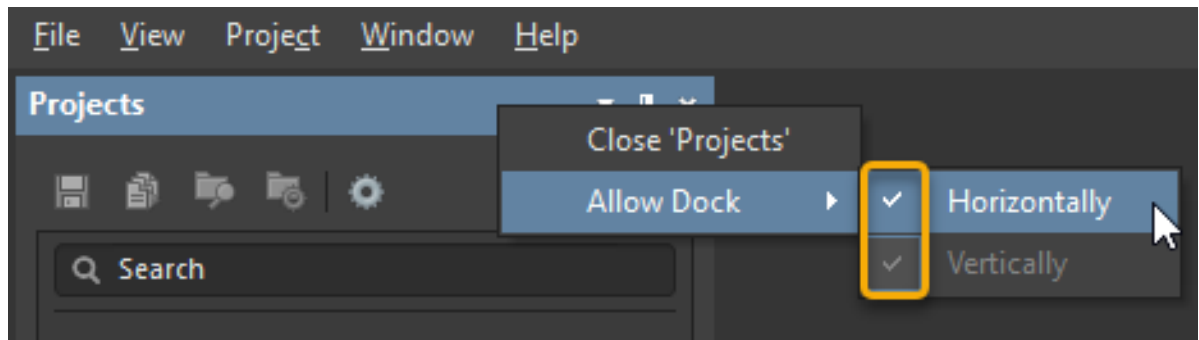 File View Project Window Help
Projects
Close 'Projects'
Allow Dock
Horizontally
Search
Vertically